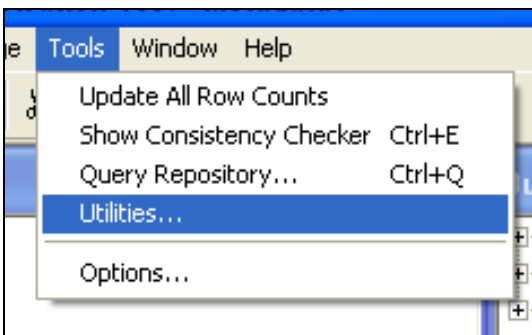 Tools Window Help
Update All Row Counts
Show Consistency Checker Ctrl+E
Query Repository... Ctrl+Q
Utilities...
Options...